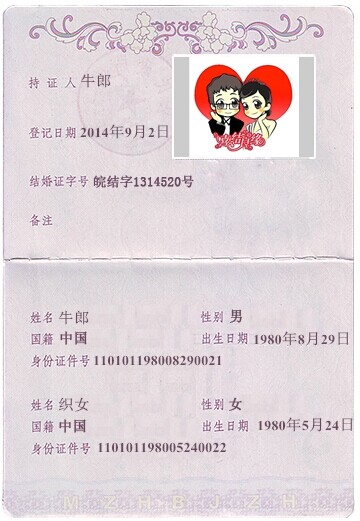 持证人 牛郎
登记日期 2014年9月2日
结婚证字号 皖结字1314520号
备注
姓名 牛郎 性别 男
国籍 中国 出生日期 1980年8月29日
身份证件号 110101198008290021
姓名 织女 性别 女
国籍 中国 出生日期 1980年5月24日
身份证件号 110101198005240022
M Z H B J Z H